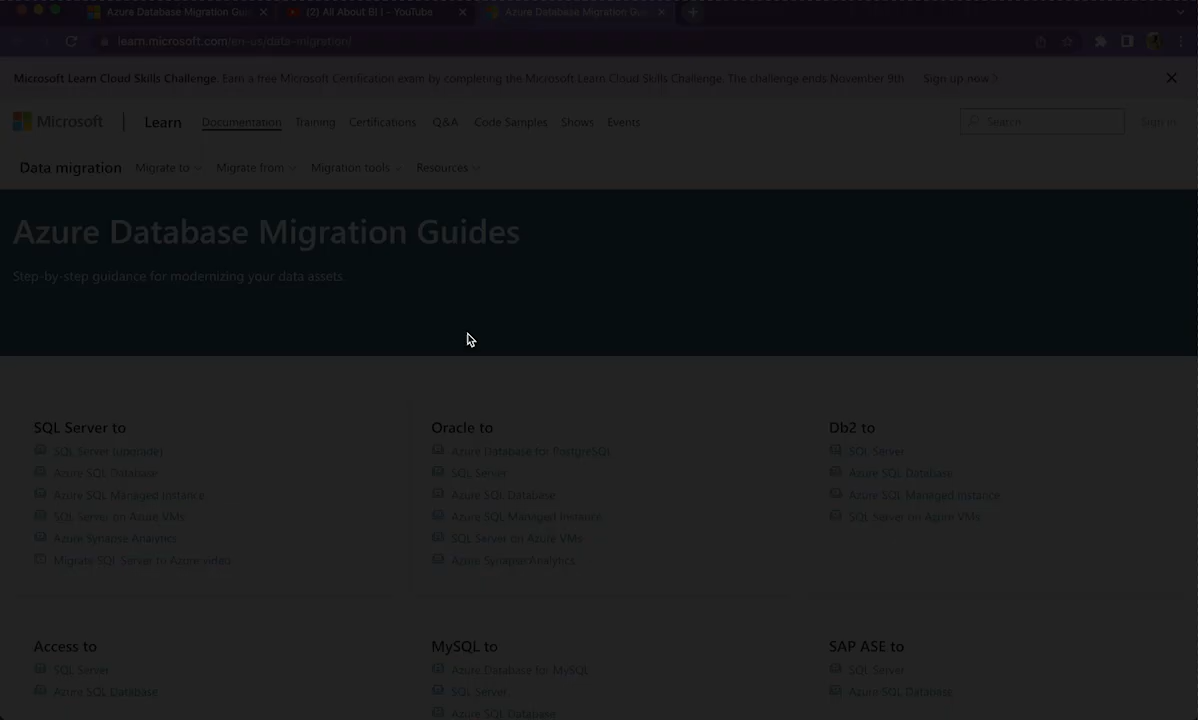 Azure Database Migration Gui
(2) All About BI ! - YouTube
Azure Database Migration Gui
learn.microsoft.com/en-us/data-migration/
Microsoft Learn Cloud Skills Challenge. Earn a free Microsoft Certification exam by completing the Microsoft Learn Cloud Skills Challenge. The challenge ends November 9th. Sign up now >
Microsoft | Learn Documentation Training Certifications Q&A Code Samples Shows Events Search Sign in
Data migration Migrate to Migrate from Migration tools Resources
Azure Database Migration Guides
Step-by-step guidance for modernizing your data assets
SQL Server to
SQL Server (upgrade)
Azure SQL Database
Azure SQL Managed Instance
SQL Server on Azure VMs
Azure Synapse Analytics
Migrate SQL Server to Azure video
Oracle to
Azure Database for PostgreSQL
SQL Server
Azure SQL Database
Azure SQL Managed Instance
SQL Server on Azure VMs
Azure Synapse Analytics
Db2 to
SQL Server
Azure SQL Database
Azure SQL Managed Instance
SQL Server on Azure VMs
Access to
SQL Server
Azure SQL Database
MySQL to
Azure Database for MySQL
SQL Server
Azure SQL Database
SAP ASE to
SQL Server
Azure SQL Database